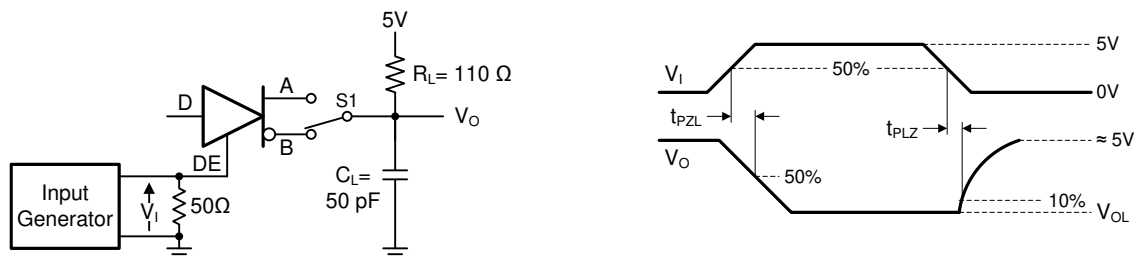 5V
R_L= 110 Ω
A
S1
D
V_O
B
DE
C_L=
50 pF
Input
Generator
V_I
50Ω
5V
V_I
50%
0V
t_PZL
t_PLZ
V_O
≈ 5V
50%
10%
V_OL